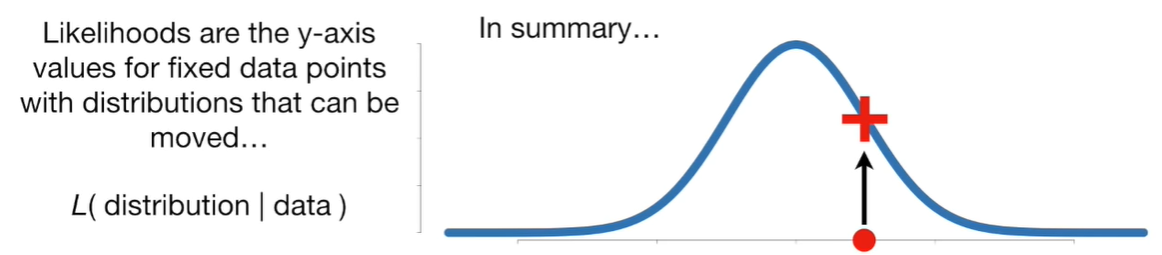 Likelihoods are the y-axis
values for fixed data points
with distributions that can be
moved…
L( distribution | data )
In summary…